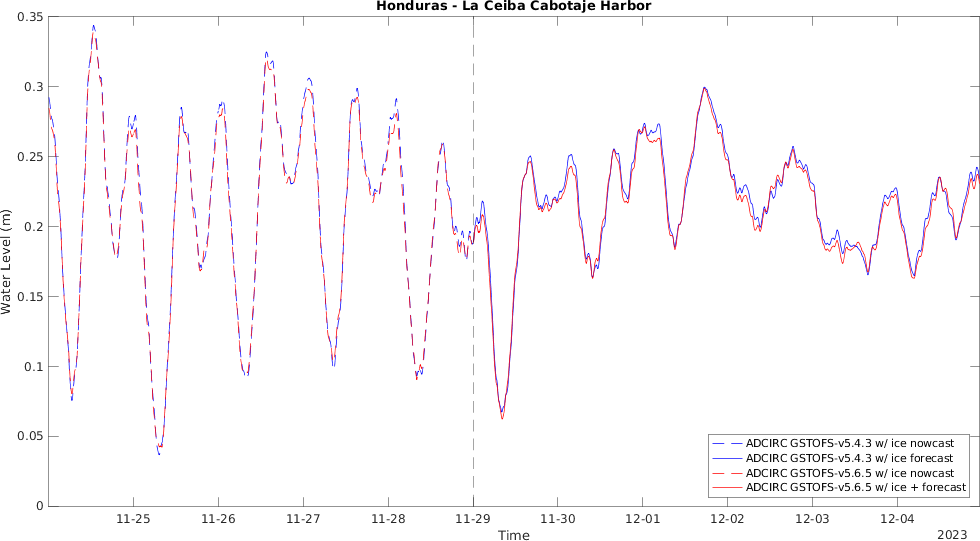 Honduras - La Ceiba Cabotaje Harbor
0.35
0.3
0.25
0.2
0.15
0.1
0.05
0
Water Level (m)
ADCIRC GSTOFS-v5.4.3 w/ ice nowcast
ADCIRC GSTOFS-v5.4.3 w/ ice forecast
ADCIRC GSTOFS-v5.6.5 w/ ice nowcast
ADCIRC GSTOFS-v5.6.5 w/ ice + forecast
11-25 11-26 11-27 11-28 11-29 11-30 12-01 12-02 12-03 12-04
Time
2023